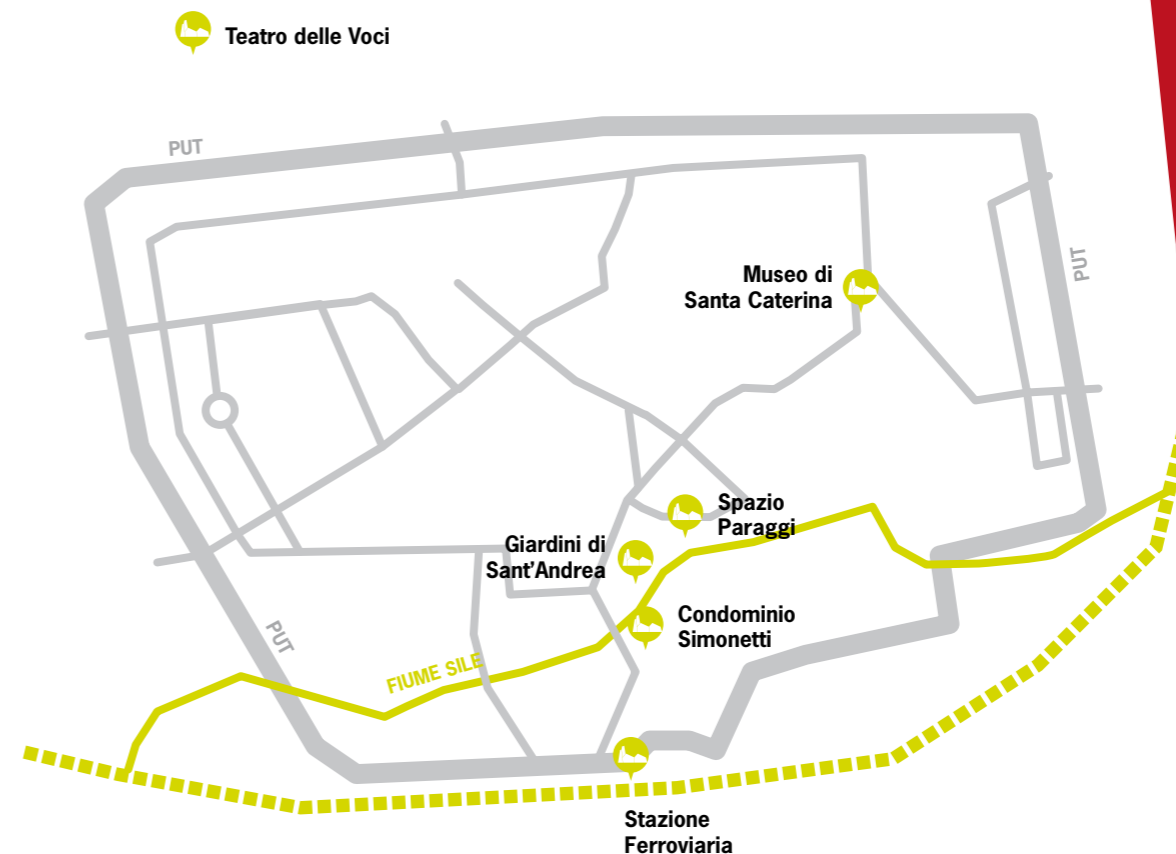 Teatro delle Voci
PUT
PUT
Museo di
Santa Caterina
Spazio
Paraggi
Giardini di
Sant'Andrea
Condominio
Simonetti
PUT
FIUME SILE
Stazione
Ferroviaria